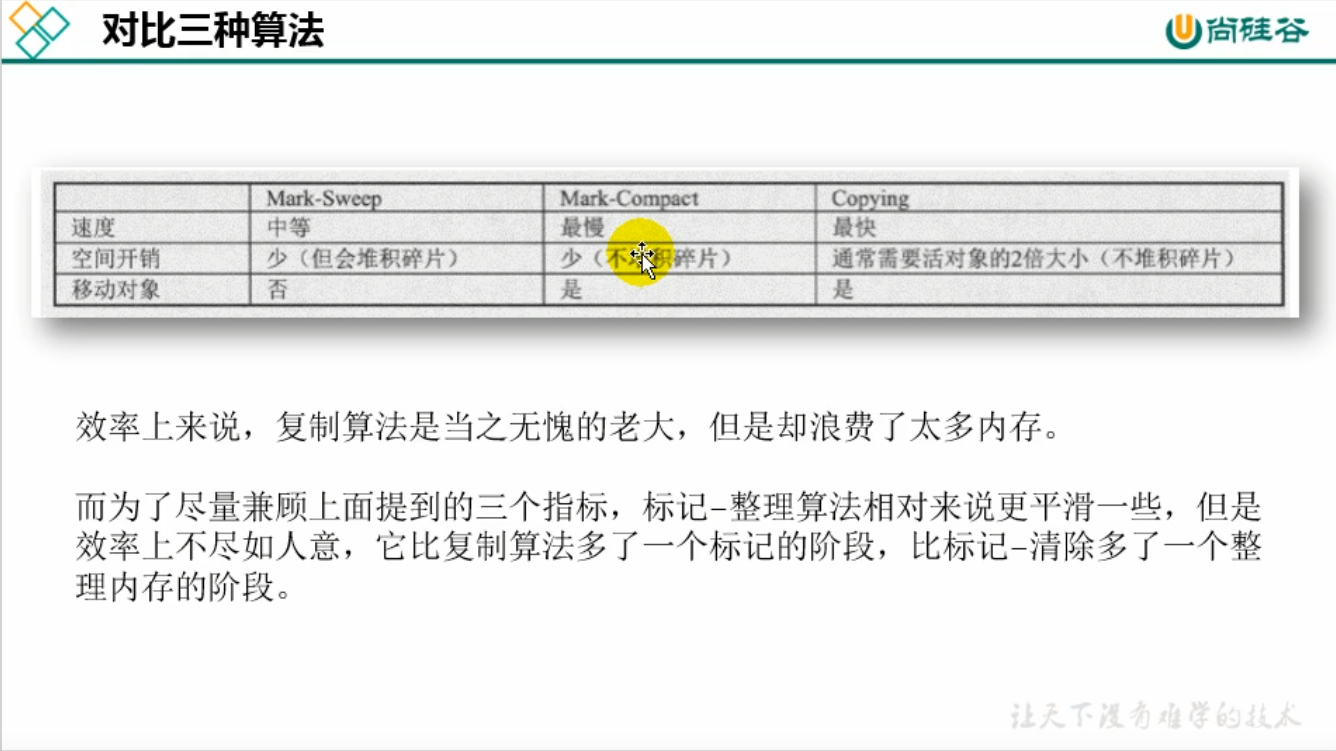 对比三种算法
尚硅谷
Mark-Sweep Mark-Compact Copying
速度 中等 最慢 最快
空间开销 少（但会堆积碎片） 少（不堆积碎片） 通常需要活对象的2倍大小（不堆积碎片）
移动对象 否 是 是
效率上来说，复制算法是当之无愧的老大，但是却浪费了太多内存。
而为了尽量兼顾上面提到的三个指标，标记-整理算法相对来说更平滑一些，但是
效率上不尽如人意，它比复制算法多了一个标记的阶段，比标记-清除多了一个整
理内存的阶段。
让天下没有难学的技术